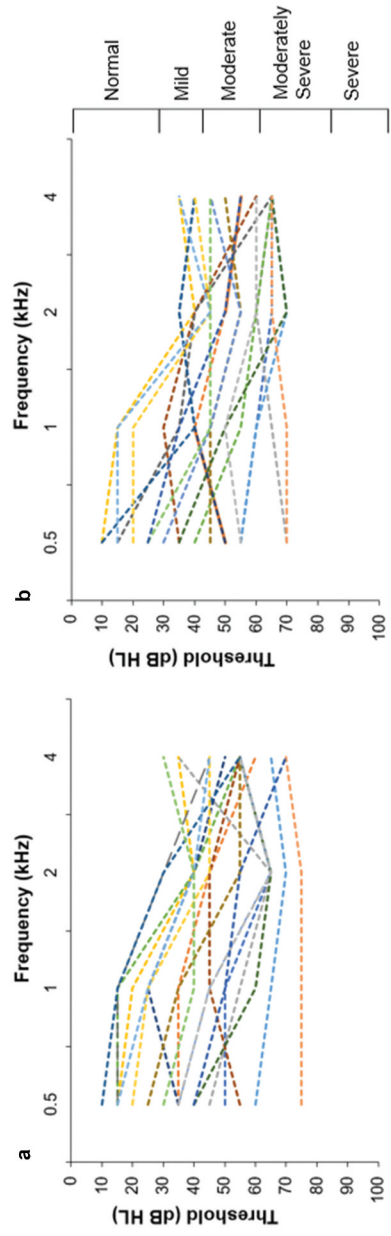 a
Frequency (kHz)
0.5 1 2 4
0
10
20
30
40
50
60
70
80
90
100
Threshold (dB HL)
b
Frequency (kHz)
0.5 1 2 4
0
10
20
30
40
50
60
70
80
90
100
Threshold (dB HL)
Normal
Mild
Moderate
Moderately
Severe
Severe